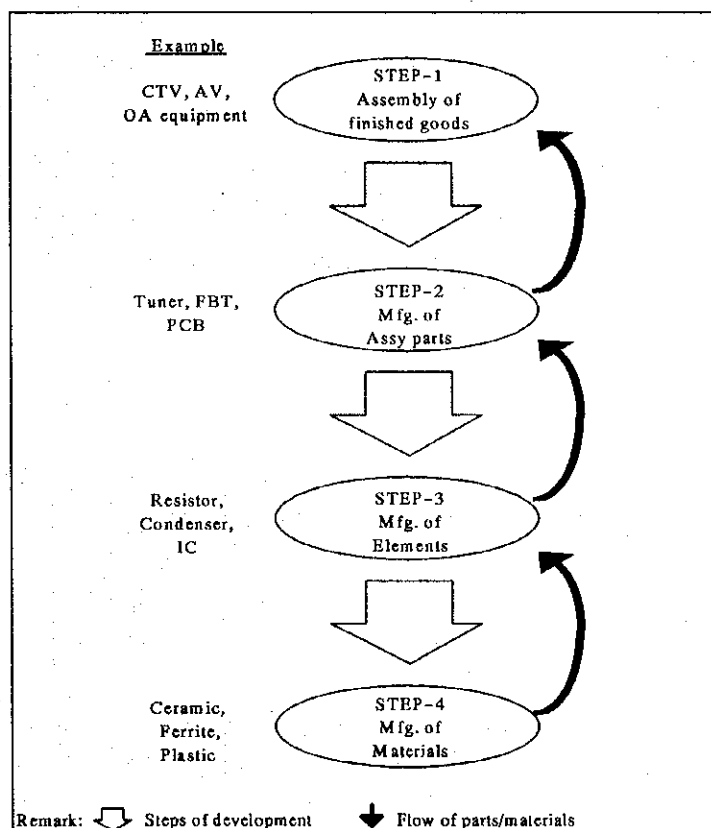 Example
CTV, AV,
OA equipment
STEP-1
Assembly of
finished goods
Tuner, FBT,
PCB
STEP-2
Mfg. of
Assy parts
Resistor,
Condenser,
IC
STEP-3
Mfg. of
Elements
Ceramic,
Ferrite,
Plastic
STEP-4
Mfg. of
Materials
Remark: Steps of development Flow of parts/materials